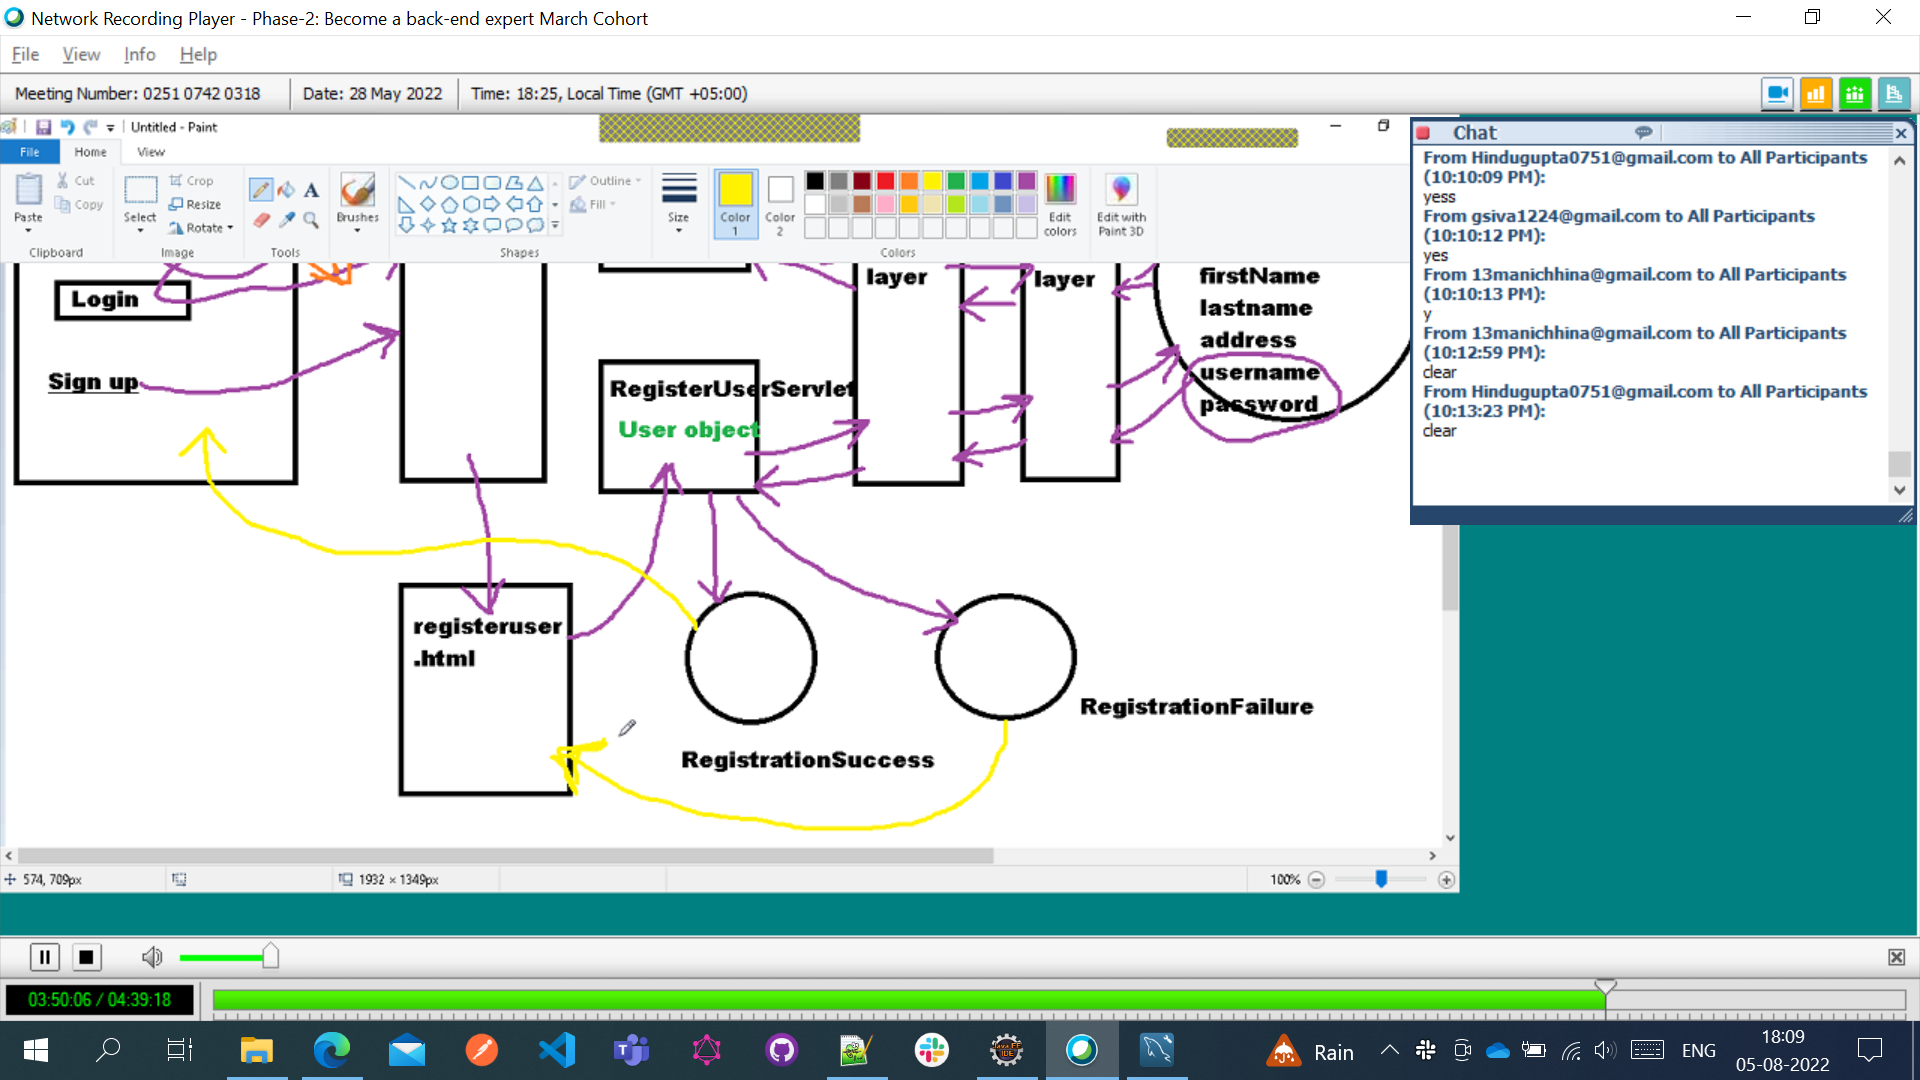 Network Recording Player - Phase-2: Become a back-end expert March Cohort
File View Info Help
Meeting Number: 0251 0742 0318 Date: 28 May 2022 Time: 18:25, Local Time (GMT +05:00)
Untitled - Paint
File Home View
Paste
Cut
Copy
Clipboard
Select
Crop
Resize
Rotate
Image
A
Tools
Brushes
Shapes
Outline
Fill
Size
Color 1
Color 2
Colors
Edit colors
Edit with Paint 3D
Login
Sign up
RegisterUserServlet
User object
layer
layer
firstName
lastname
address
username
password
registeruser
.html
RegistrationSuccess
RegistrationFailure
574, 709px
1932 × 1349px
100%
Chat
From Hindugupta0751@gmail.com to All Participants
(10:10:09 PM):
yess
From gsiva1224@gmail.com to All Participants
(10:10:12 PM):
yes
From 13manichhina@gmail.com to All Participants
(10:10:13 PM):
y
From 13manichhina@gmail.com to All Participants
(10:12:59 PM):
clear
From Hindugupta0751@gmail.com to All Participants
(10:13:23 PM):
clear
03:50:06 / 04:39:18
Java EE
IDE
Rain
ENG
18:09
05-08-2022